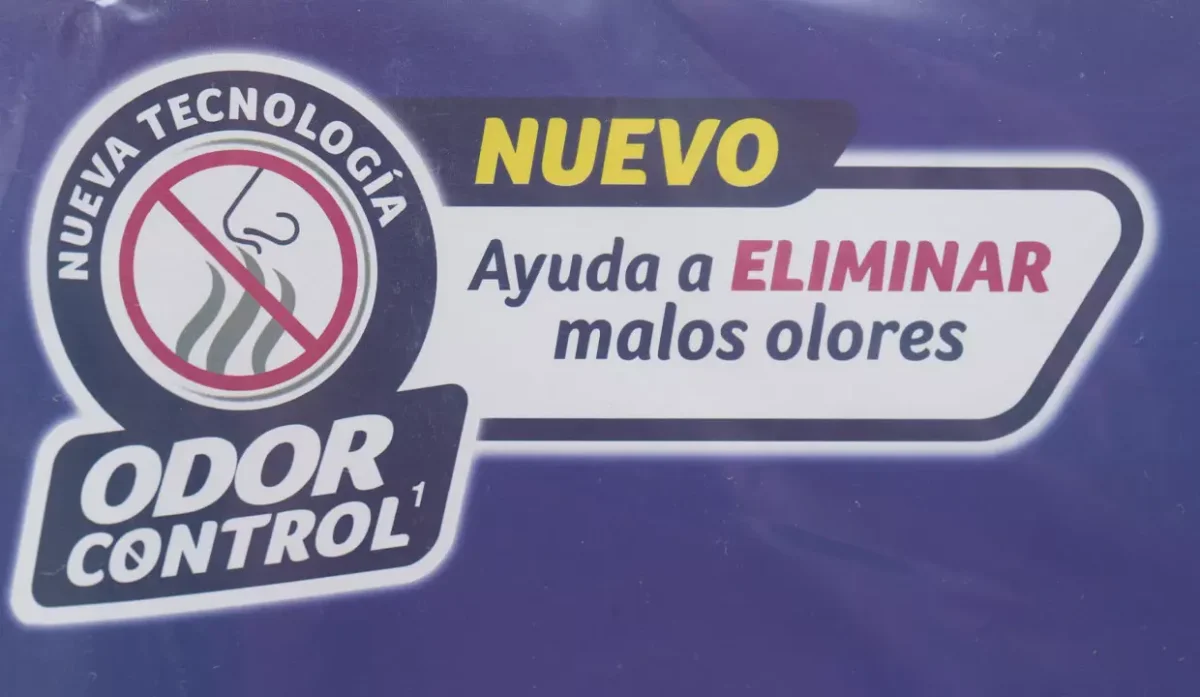 NUEVA TECNOLOGÍA
ODOR
CONTROL¹
NUEVO
Ayuda a ELIMINAR
malos olores